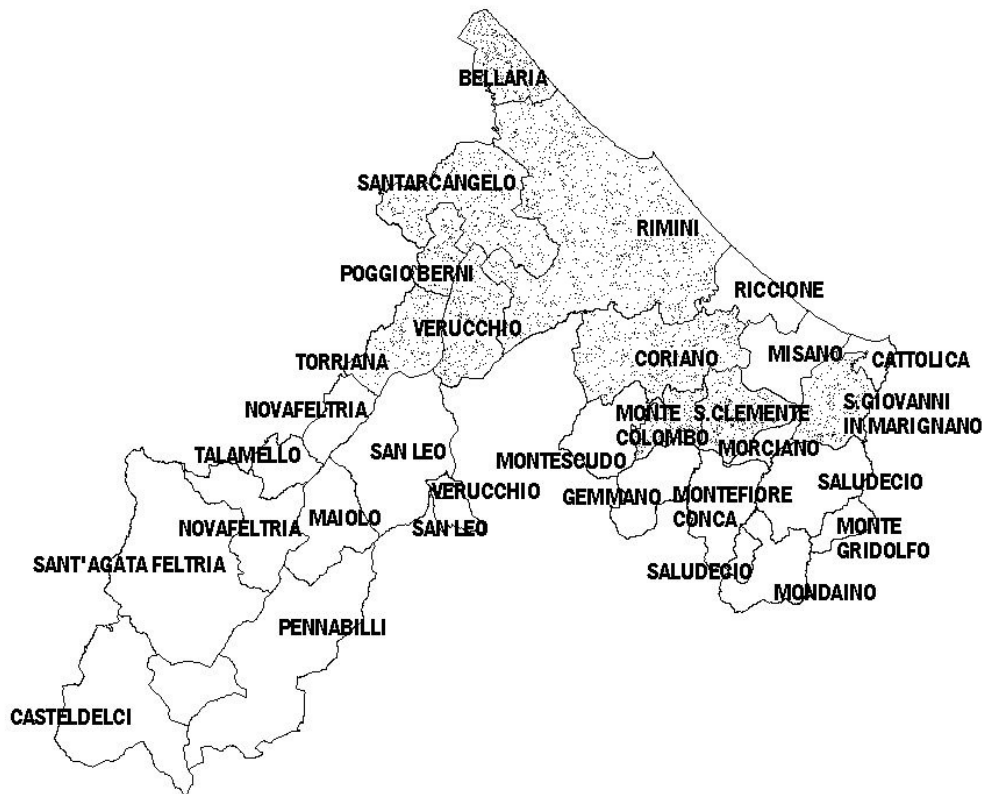 BELLARIA
SANTARCANGELO
RIMINI
POGGIO BERNI
RICCIONE
VERUCCHIO
TORRIANA
CORIANO
MISANO
CATTOLICA
NOVAFELTRIA
MONTE
COLOMBO
S.CLEMENTE
S.GIOVANNI
IN MARIGNANO
TALAMELLO
SAN LEO
MORCIANO
MONTESCUDO
VERUCCHIO
GEMMANO
MONTEFIORE
CONCA
SALUDECIO
NOVAFELTRIA
MAIOLO
SAN LEO
MONTE
GRIDOLFO
SANT'AGATA FELTRIA
SALUDECIO
MONDAINO
PENNABILLI
CASTELDELCI